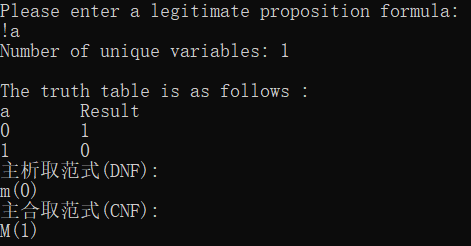 Please enter a legitimate proposition formula:
!a
Number of unique variables: 1
The truth table is as follows :
a Result
0 1
1 0
主析取范式(DNF):
m(0)
主合取范式(CNF):
M(1)